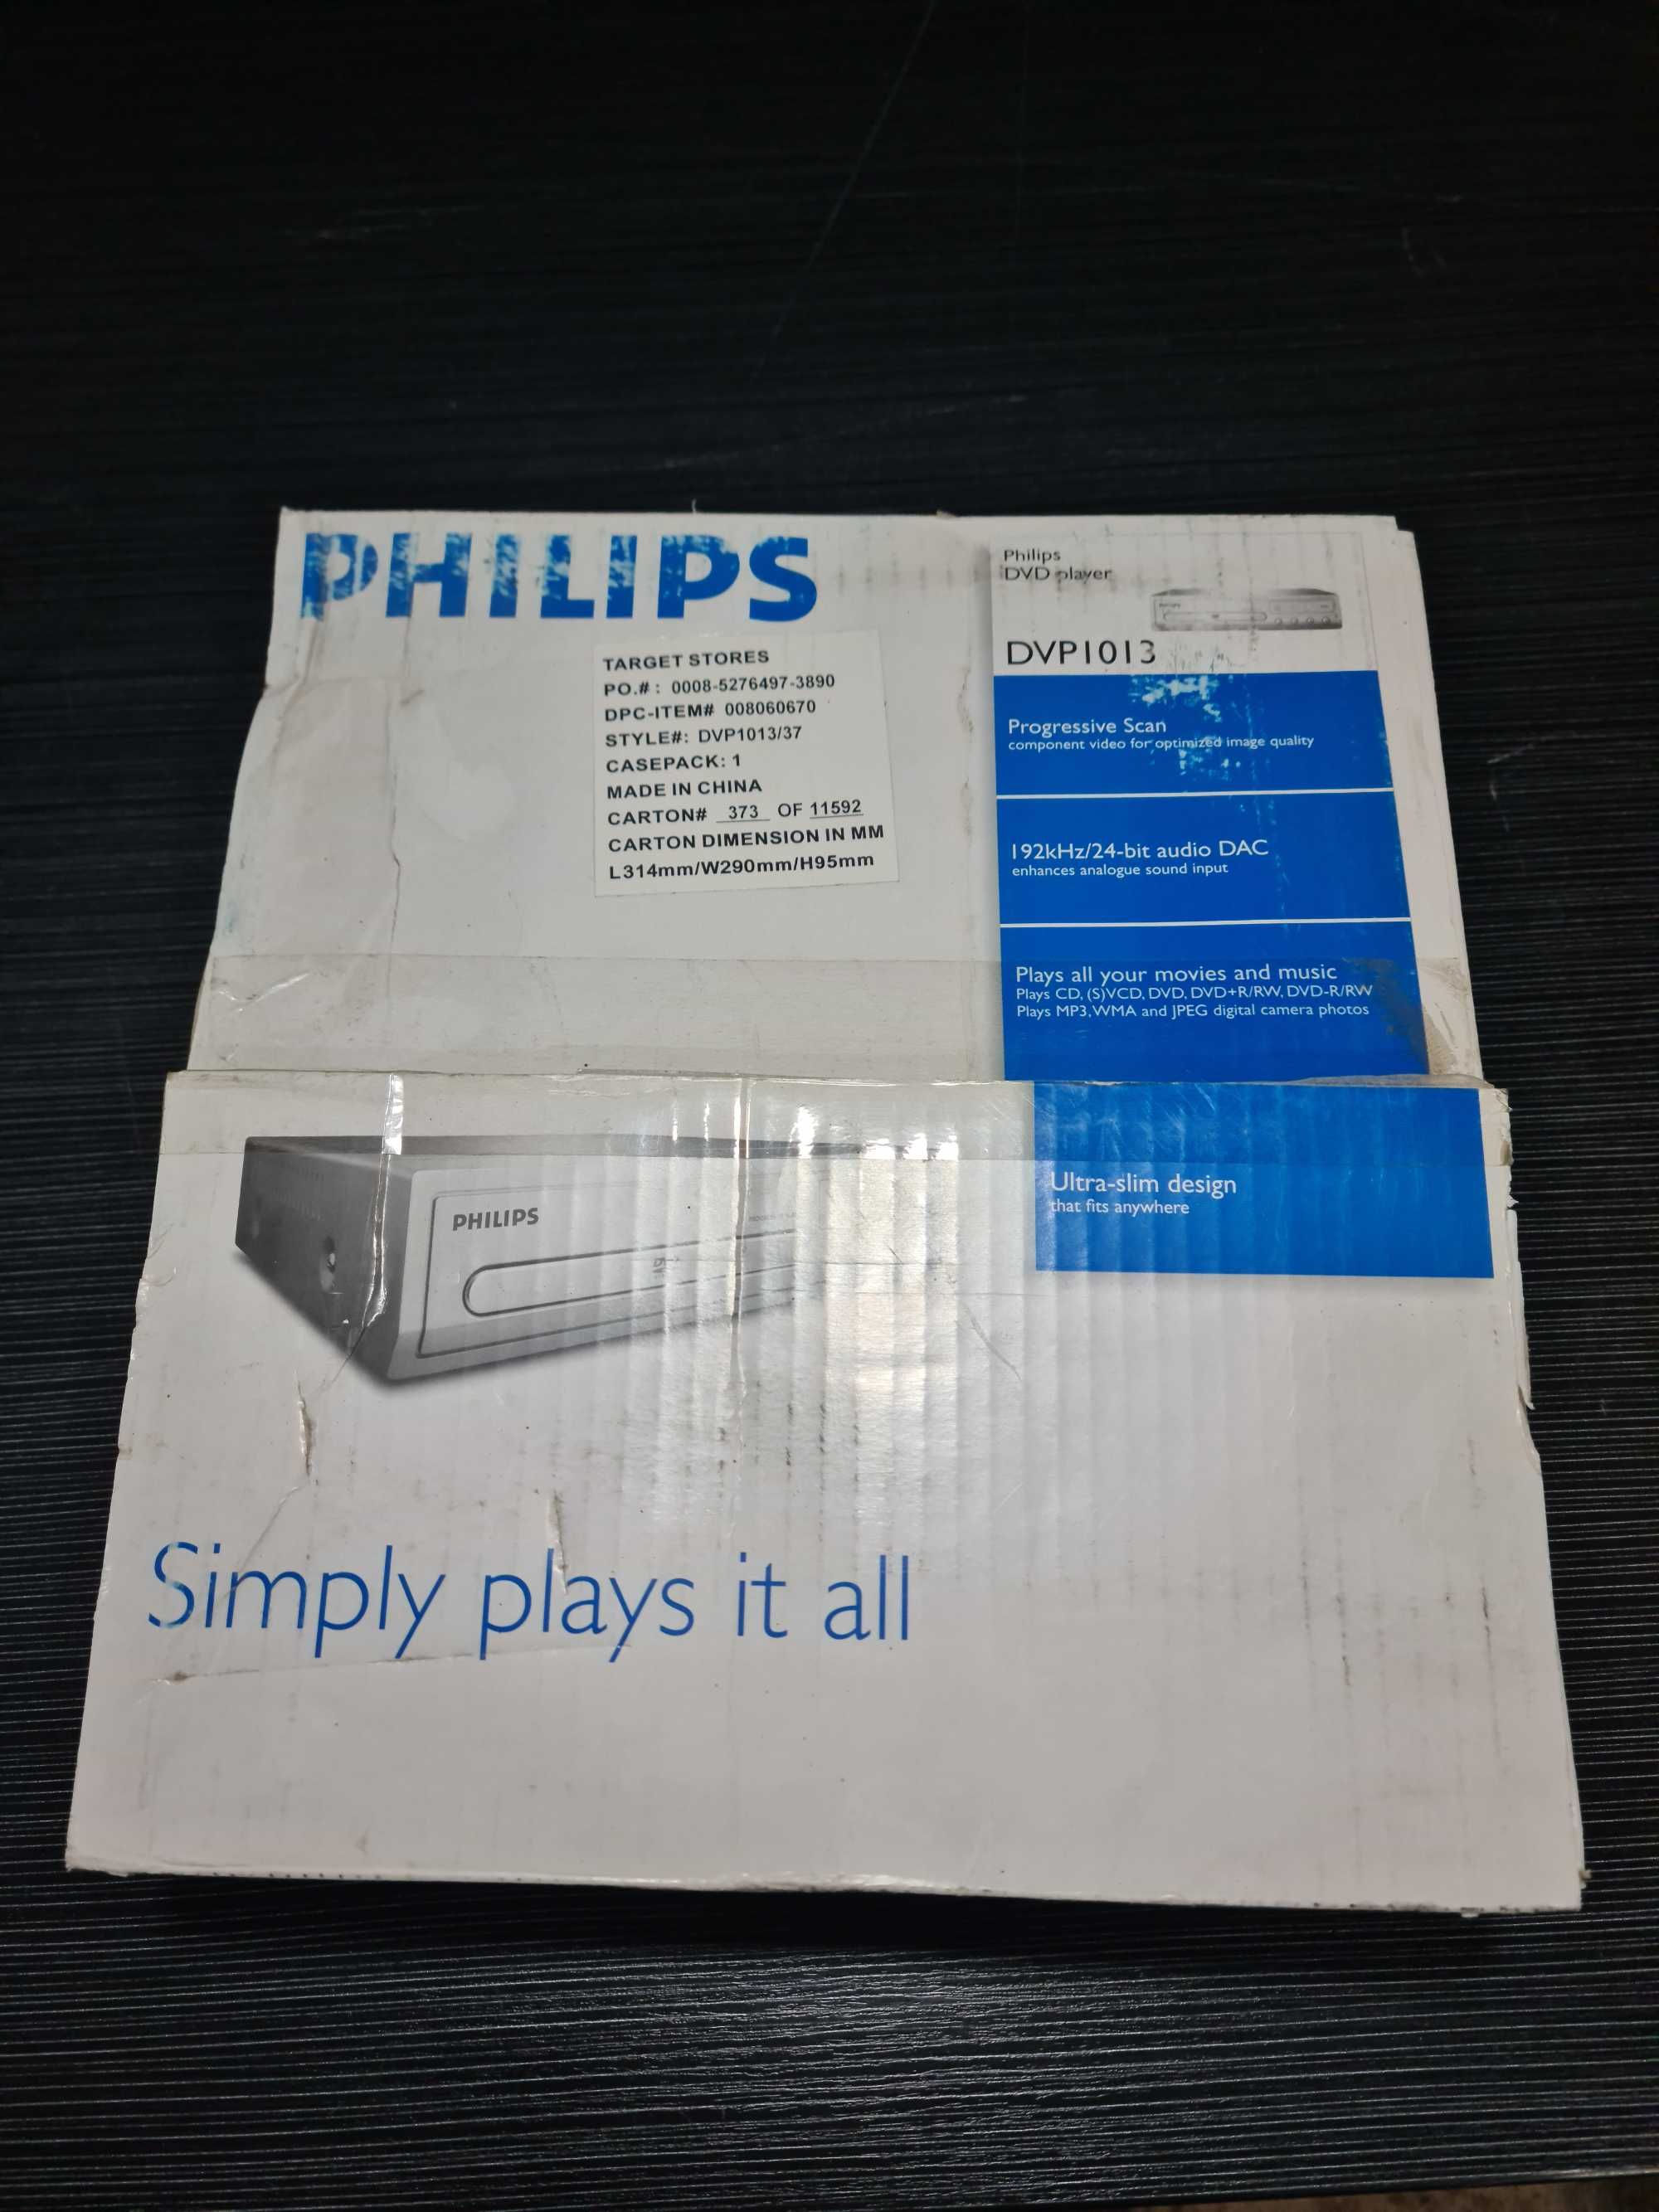 PHILIPS
TARGET STORES
PO.#: 0008-5276497-3890
DPC-ITEM# 008060670
STYLE#: DVP1013/37
CASEPACK: 1
MADE IN CHINA
CARTON# 373 OF 11592
CARTON DIMENSION IN MM
L314mm/W290mm/H95mm
Philips
DVD player
DVP1013
Progressive Scan
component video for optimized image quality
192kHz/24-bit audio DAC
enhances analogue sound input
Plays all your movies and music
Plays CD, (S)VCD, DVD, DVD+R/RW, DVD-R/RW
Plays MP3, WMA and JPEG digital camera photos
Ultra-slim design
that fits anywhere
PHILIPS
Simply plays it all